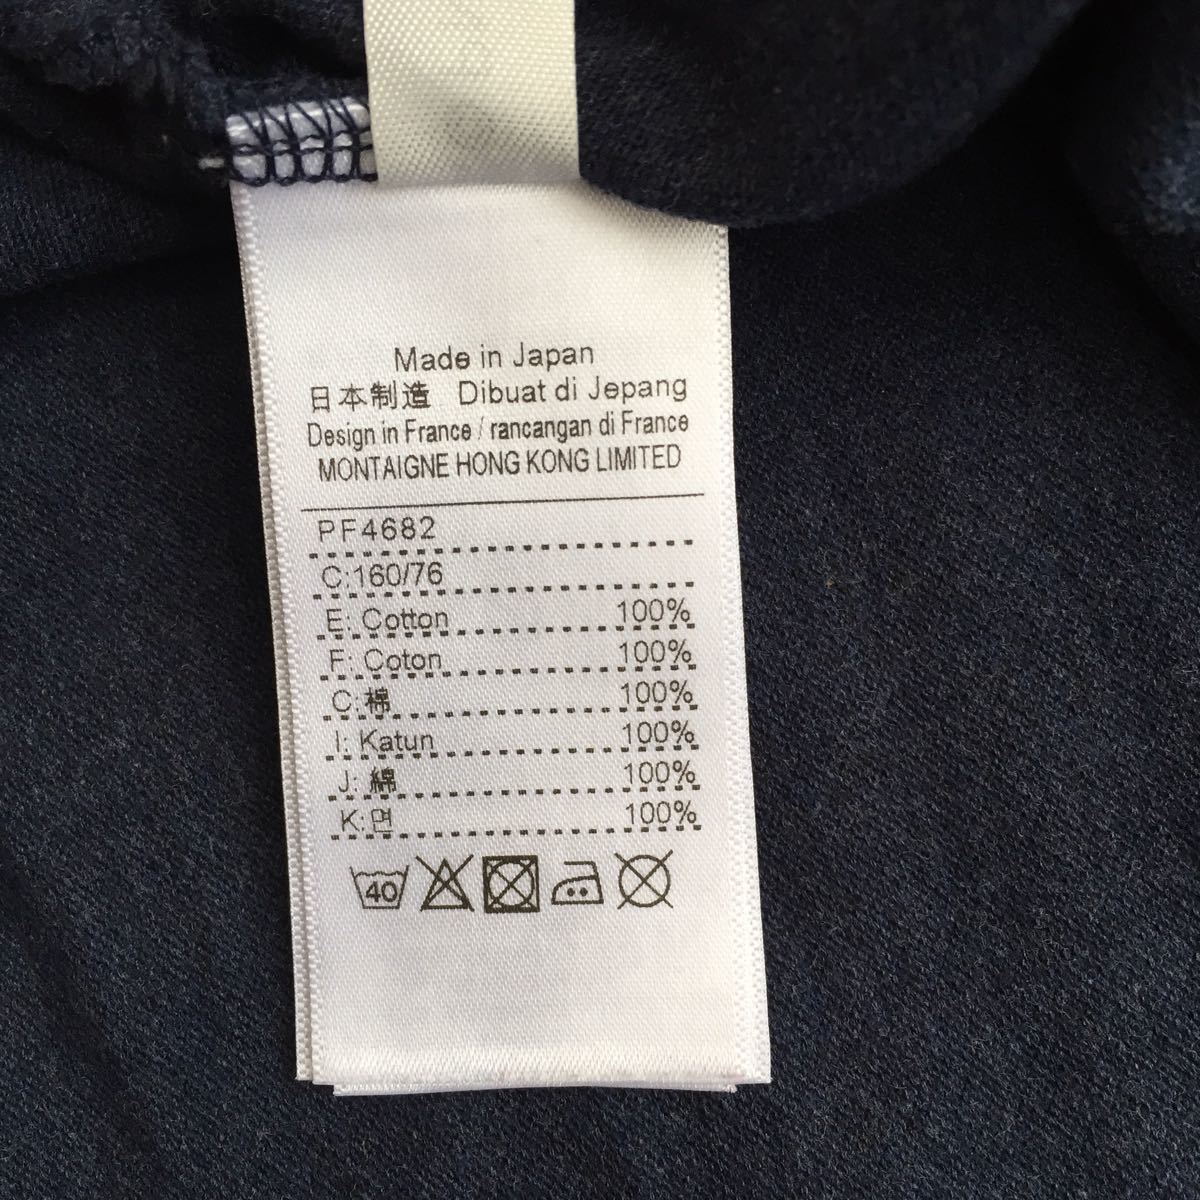 Made in Japan
日本制造 Dibuat di Jepang
Design in France / rancangan di France
MONTAIGNE HONG KONG LIMITED
PF4682
C:160/76
E: Cotton 100%
F: Coton 100%
C:棉 100%
I: Katun 100%
J: 綿 100%
K:면 100%
40